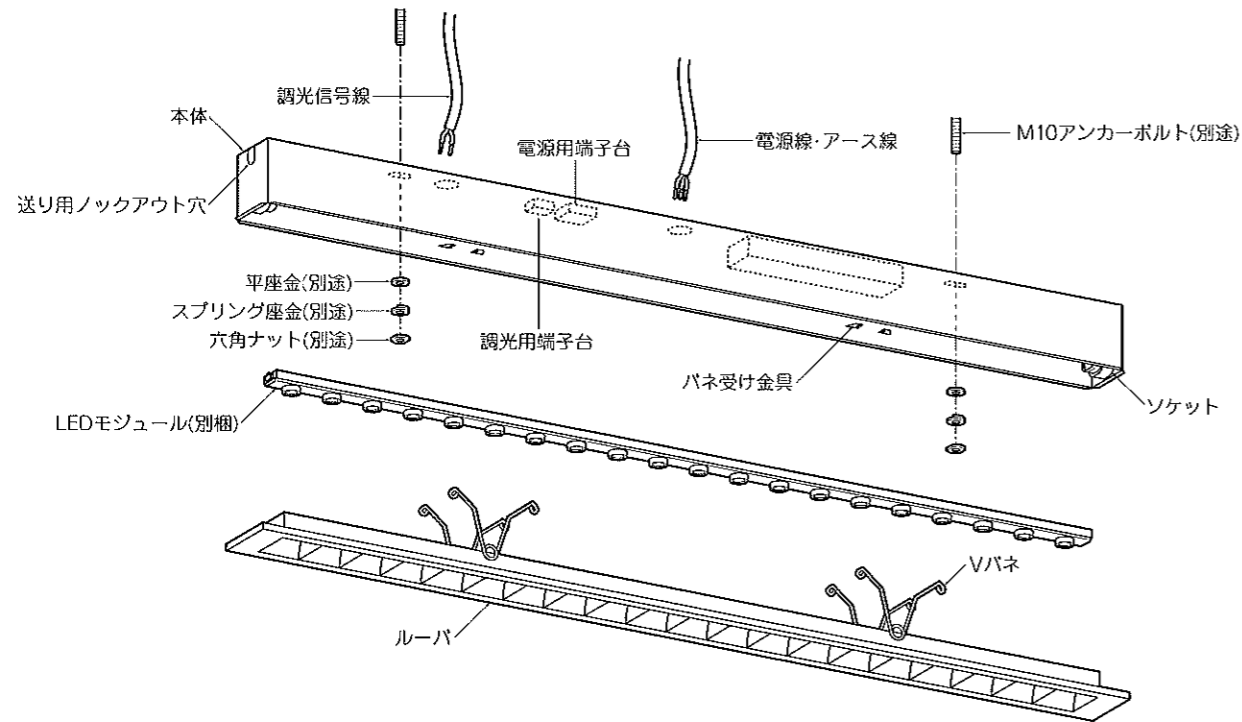 調光信号線
本体
電源用端子台
電源線・アース線
M10アンカーボルト(別途)
送り用ノックアウト穴
平座金(別途)
スプリング座金(別途)
六角ナット(別途)
調光用端子台
バネ受け金具
ソケット
LEDモジュール(別梱)
Vバネ
ルーバ